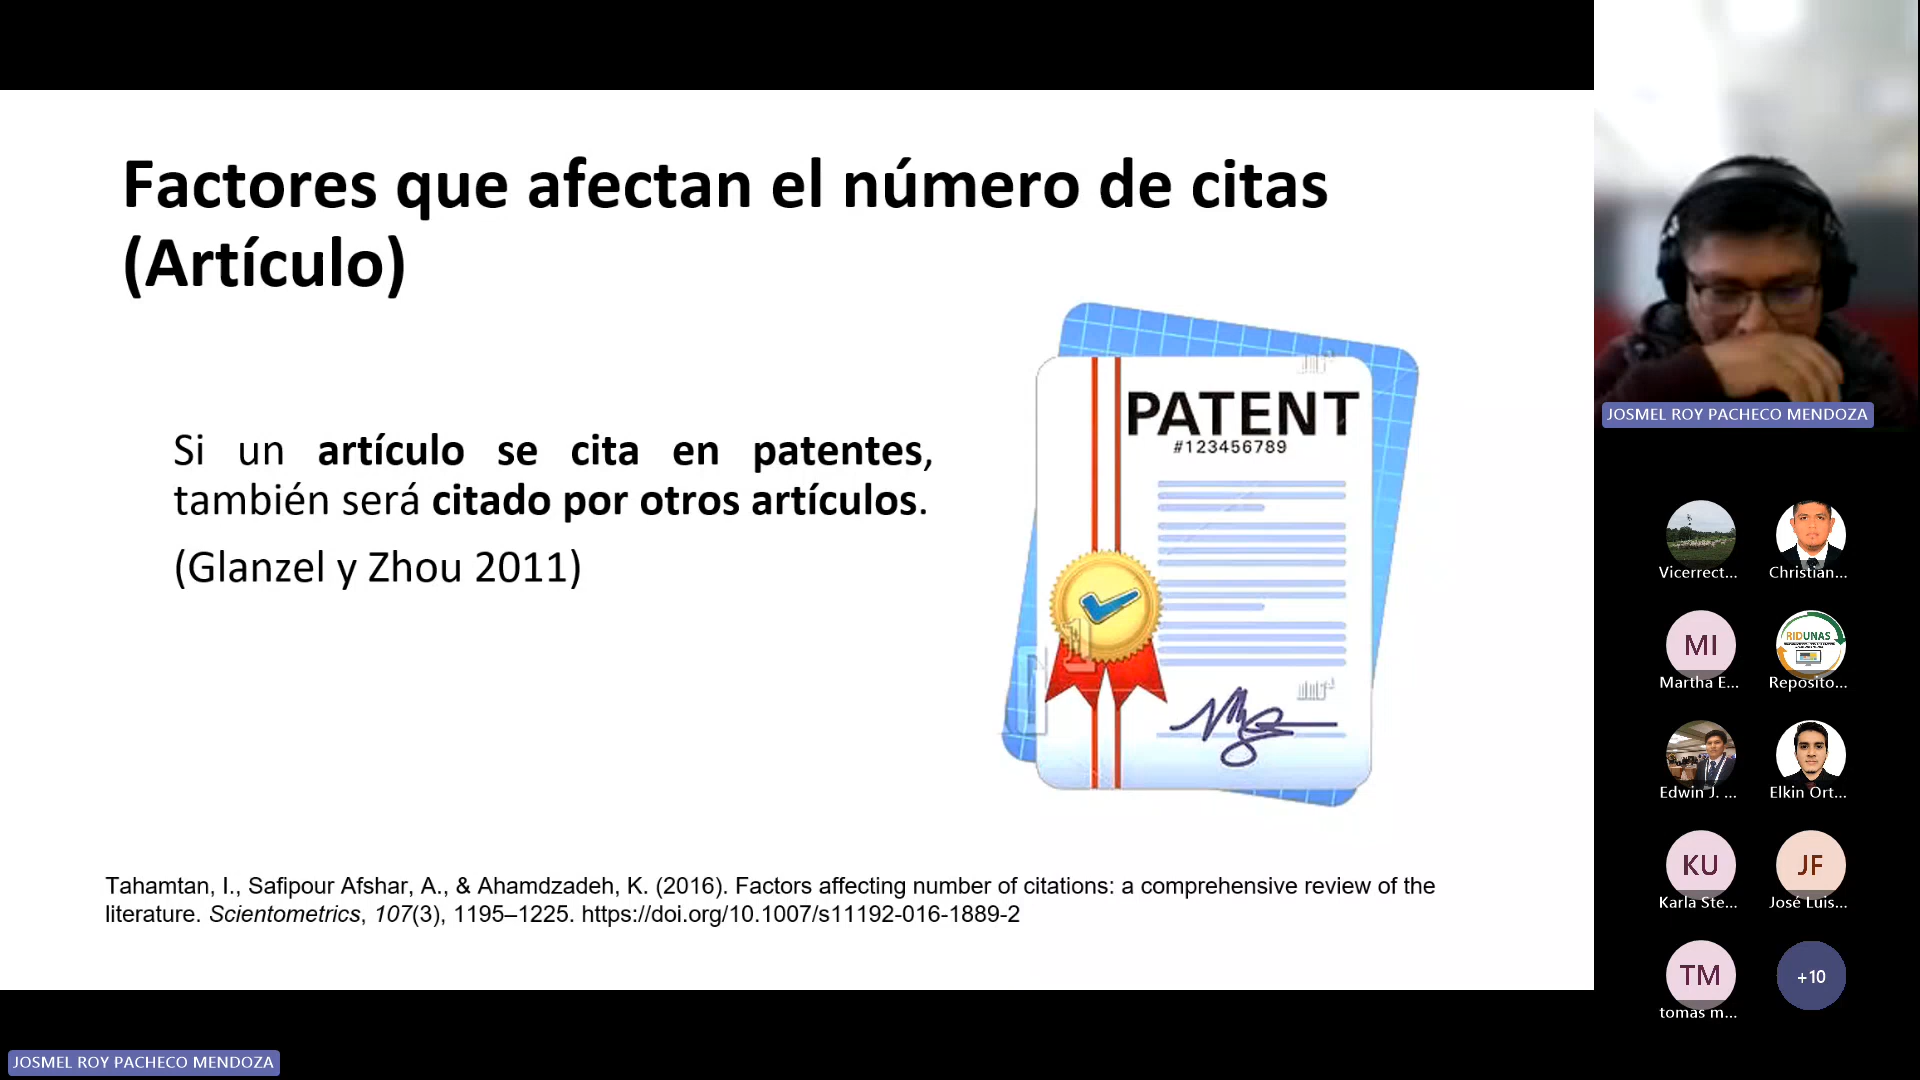 Factores que afectan el número de citas
(Artículo)
Si un artículo se cita en patentes,
también será citado por otros artículos.
(Glanzel y Zhou 2011)
PATENT
#123456789
Tahamtan, I., Safipour Afshar, A., & Ahamdzadeh, K. (2016). Factors affecting number of citations: a comprehensive review of the
literature. Scientometrics, 107(3), 1195–1225. https://doi.org/10.1007/s11192-016-1889-2
JOSMEL ROY PACHECO MENDOZA
Vicerrect...
Christian...
MI
RIDUNAS
Martha E...
Reposito...
Edwin J. ...
Elkin Ort...
KU
JF
Karla Ste...
José Luis...
TM
+10
tomas m...
JOSMEL ROY PACHECO MENDOZA